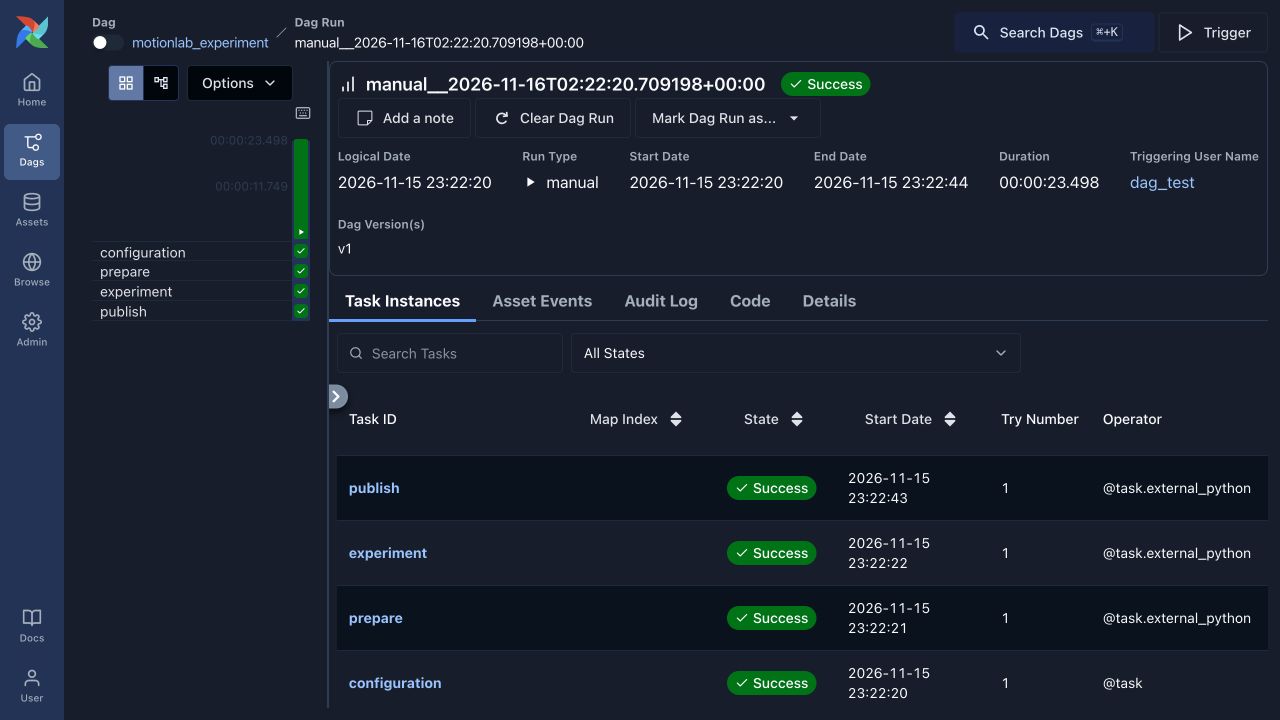 Dag
motionlab_experiment
Dag Run
manual__2026-11-16T02:22:20.709198+00:00
Search Dags
⌘+K
Trigger
Home
Dags
Assets
Browse
Admin
Docs
User
Options
00:00:23.498
00:00:11.749
configuration
prepare
experiment
publish
manual__2026-11-16T02:22:20.709198+00:00
Success
Add a note
Clear Dag Run
Mark Dag Run as...
Logical Date
2026-11-15 23:22:20
Run Type
manual
Start Date
2026-11-15 23:22:20
End Date
2026-11-15 23:22:44
Duration
00:00:23.498
Triggering User Name
dag_test
Dag Version(s)
v1
Task Instances
Asset Events
Audit Log
Code
Details
Search Tasks
All States
Task ID
Map Index
State
Start Date
Try Number
Operator
publish
Success
2026-11-15
23:22:43
1
@task.external_python
experiment
Success
2026-11-15
23:22:22
1
@task.external_python
prepare
Success
2026-11-15
23:22:21
1
@task.external_python
configuration
Success
2026-11-15
23:22:20
1
@task